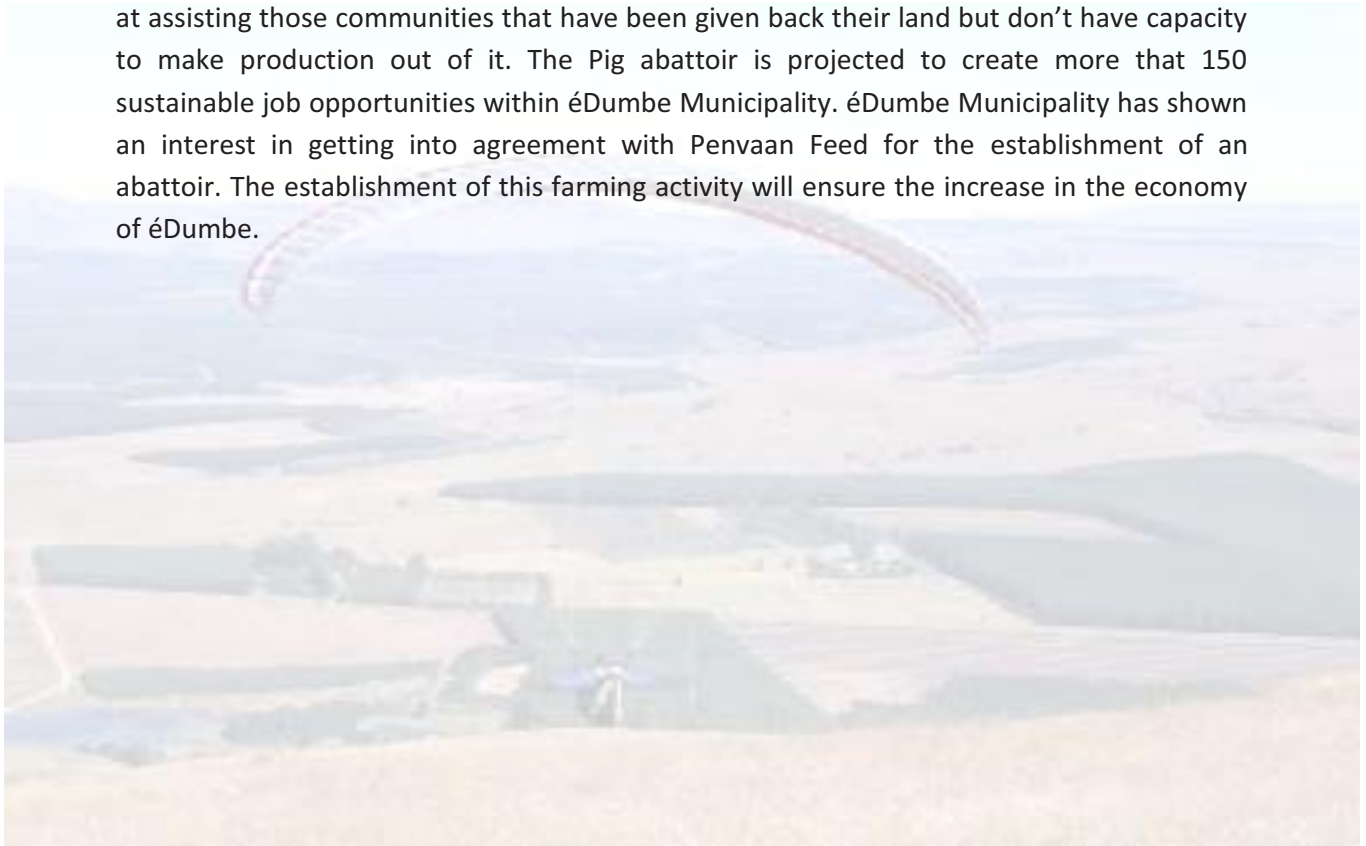 at assisting those communities that have been given back their land but don’t have capacity
to make production out of it. The Pig abattoir is projected to create more that 150
sustainable job opportunities within éDumbe Municipality. éDumbe Municipality has shown
an interest in getting into agreement with Penvaan Feed for the establishment of an
abattoir. The establishment of this farming activity will ensure the increase in the economy
of éDumbe.